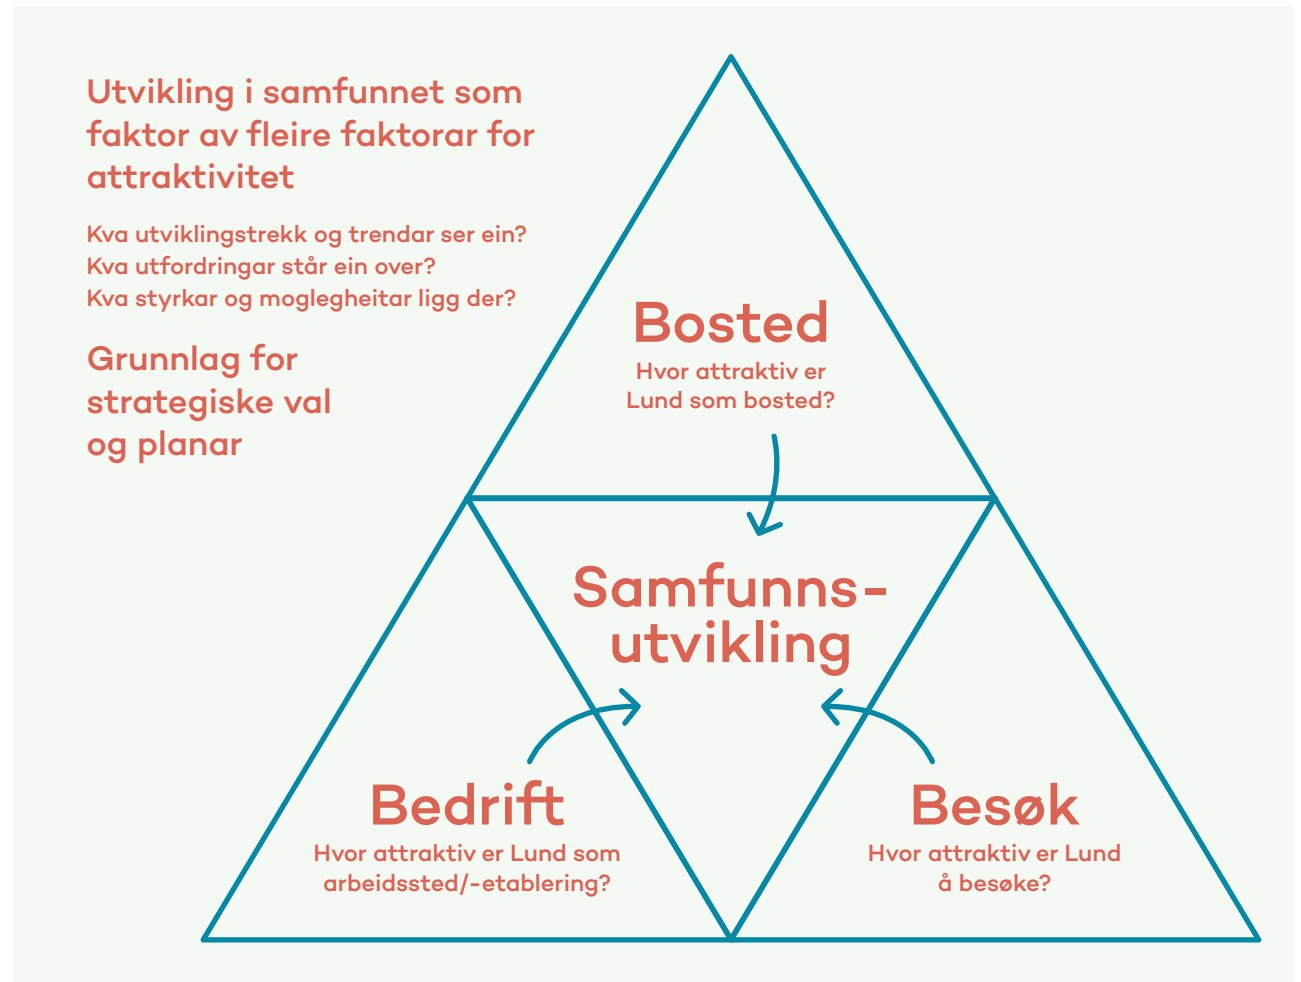 Utvikling i samfunnet som
faktor av fleire faktorar for
attraktivitet
Kva utviklingstrekk og trendar ser ein?
Kva utfordringar står ein over?
Kva styrkar og moglegheitar ligg der?
Grunnlag for
strategiske val
og planar
Bosted
Hvor attraktiv er
Lund som bosted?
Samfunns-
utvikling
Bedrift
Hvor attraktiv er Lund som
arbeidssted/-etablering?
Besøk
Hvor attraktiv er Lund
å besøke?